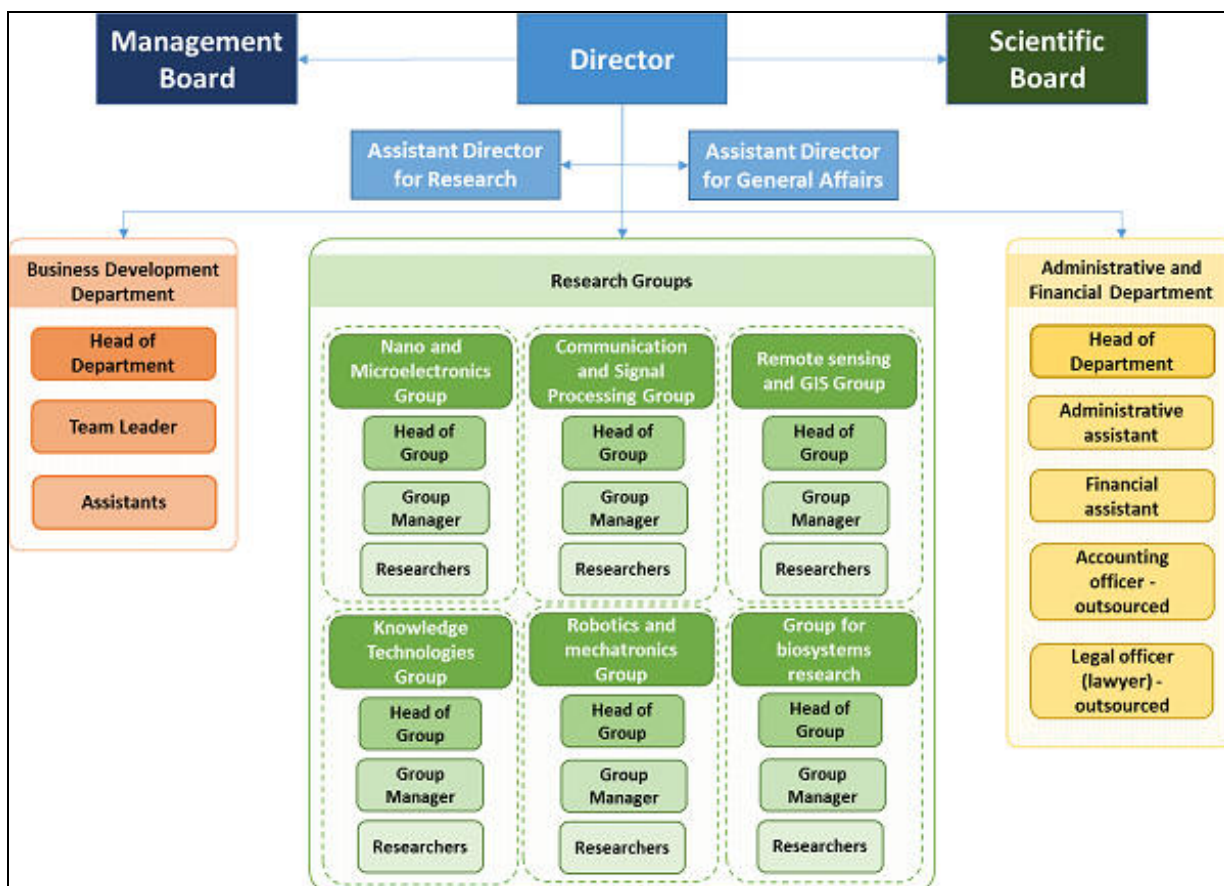 Management
Board
Director
Scientific
Board
Assistant Director
for Research
Assistant Director
for General Affairs
Business Development
Department
Head of
Department
Team Leader
Assistants
Research Groups
Nano and
Microelectronics
Group
Head of
Group
Group
Manager
Researchers
Communication
and Signal
Processing Group
Head of
Group
Group
Manager
Researchers
Remote sensing
and GIS Group
Head of
Group
Group
Manager
Researchers
Knowledge
Technologies
Group
Head of
Group
Group
Manager
Researchers
Robotics and
mechatronics
Group
Head of
Group
Group
Manager
Researchers
Group for
biosystems
research
Head of
Group
Group
Manager
Researchers
Administrative and
Financial Department
Head of
Department
Administrative
assistant
Financial
assistant
Accounting
officer -
outsourced
Legal officer
(lawyer) -
outsourced